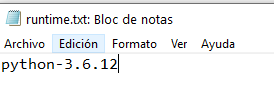 runtime.txt: Bloc de notas
Archivo Edición Formato Ver Ayuda
python-3.6.12